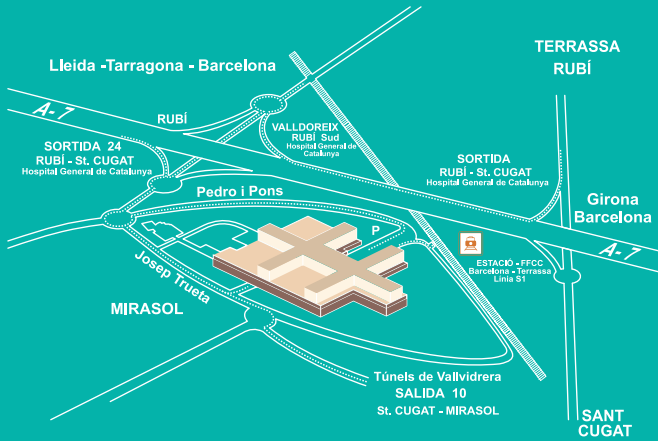 TERRASSA
RUBÍ
Lleida -Tarragona - Barcelona
A-7
RUBÍ
VALLDOREIX
RUBÍ Sud
Hospital General de
Catalunya
SORTIDA 24
RUBÍ - St. CUGAT
Hospital General de Catalunya
SORTIDA
RUBÍ - St. CUGAT
Hospital General de Catalunya
Pedro i Pons
Girona
Barcelona
P
A-7
ESTACIÓ - FFCC
Barcelona - Terrassa
Linia S1
Josep Trueta
MIRASOL
Túnels de Vallvidrera
SALIDA 10
St. CUGAT - MIRASOL
SANT
CUGAT